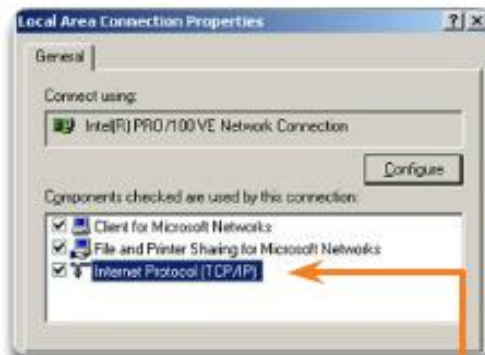 Local Area Connection Properties
General
Connect using:
Intel(R) PRO/100 VE Network Connection
Configure
Components checked are used by this connection:
Client for Microsoft Networks
File and Printer Sharing for Microsoft Networks
Internet Protocol (TCP/IP)